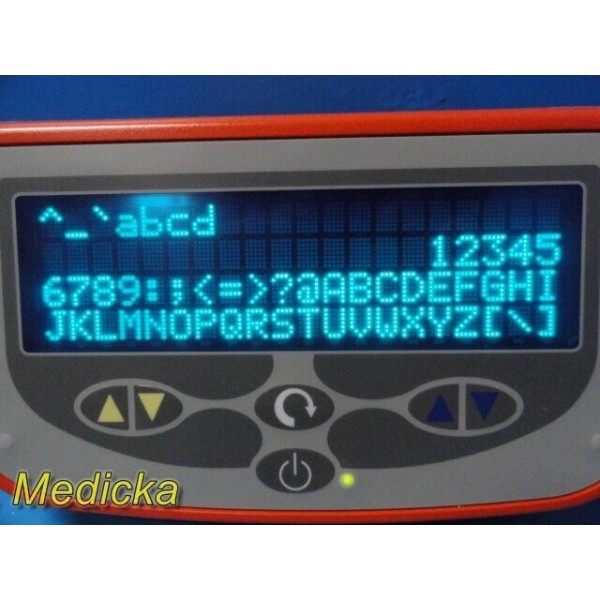 ^_`abcd
12345
6789:;<=>?@ABCDEFGHI
JKLMNOPQRSTUVWXYZ[\]
Medicka